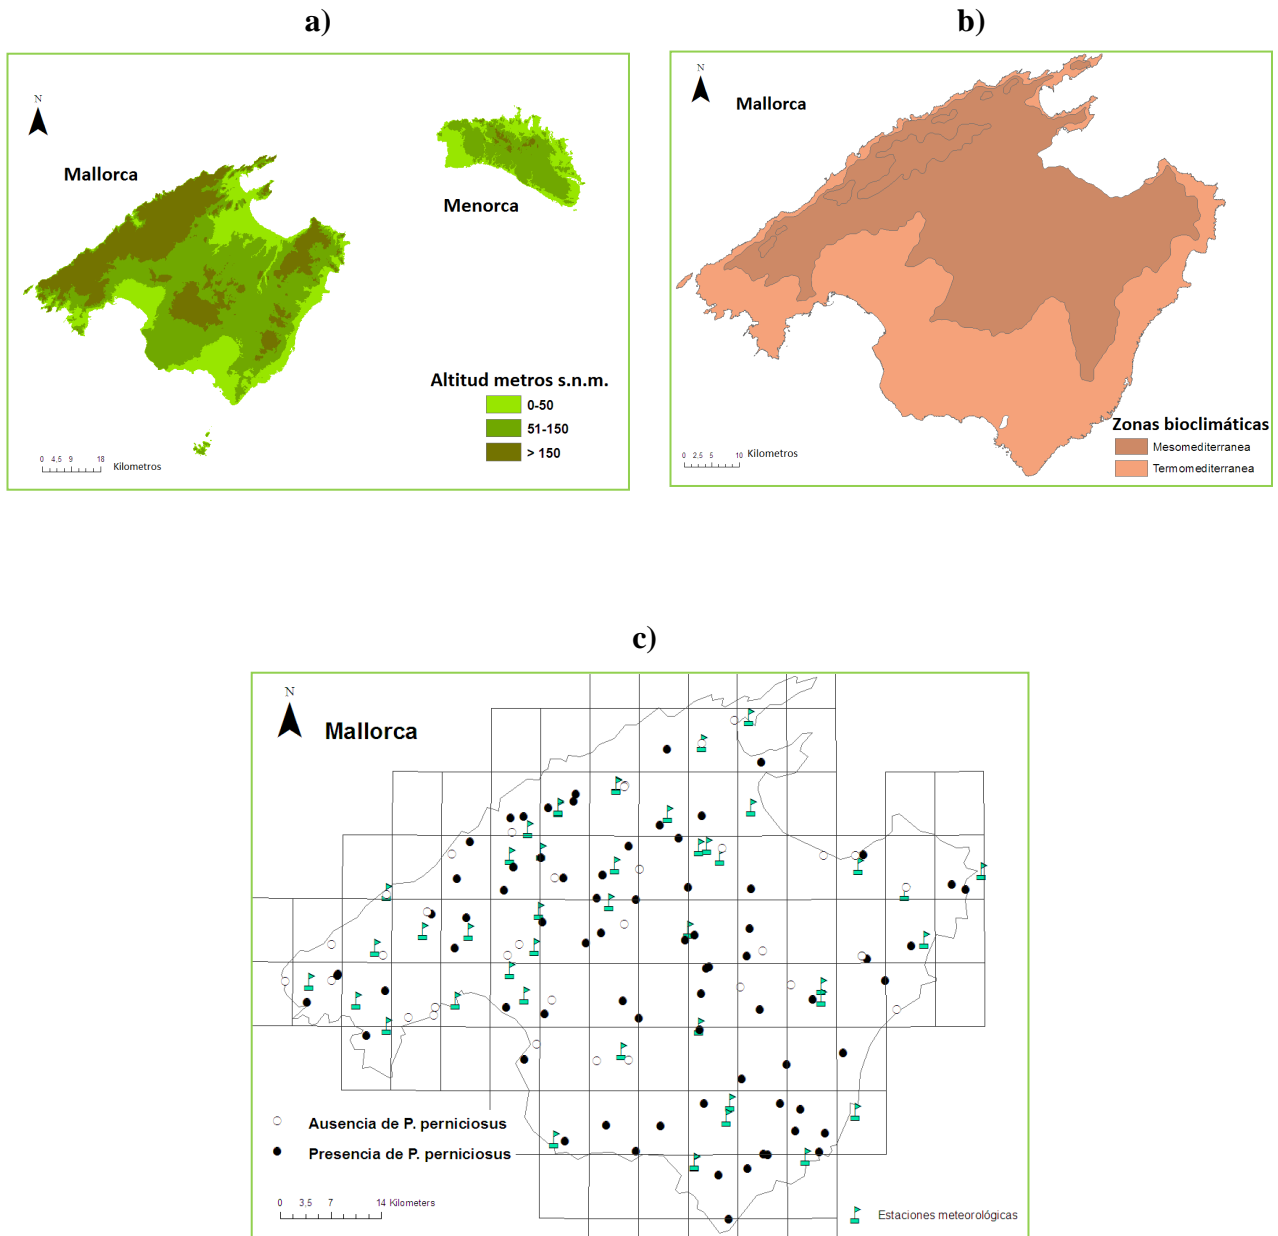 a)
N
Mallorca
Menorca
Altitud metros s.n.m.
0-50
51-150
> 150
0 4,5 9 18 Kilometros
b)
N
Mallorca
Zonas bioclimáticas
Mesomediterranea
Termomediterranea
0 2,5 5 10 Kilometros
c)
N
Mallorca
Ausencia de P. perniciosus
Presencia de P. perniciosus
0 3,5 7 14 Kilometers
Estaciones meteorológicas